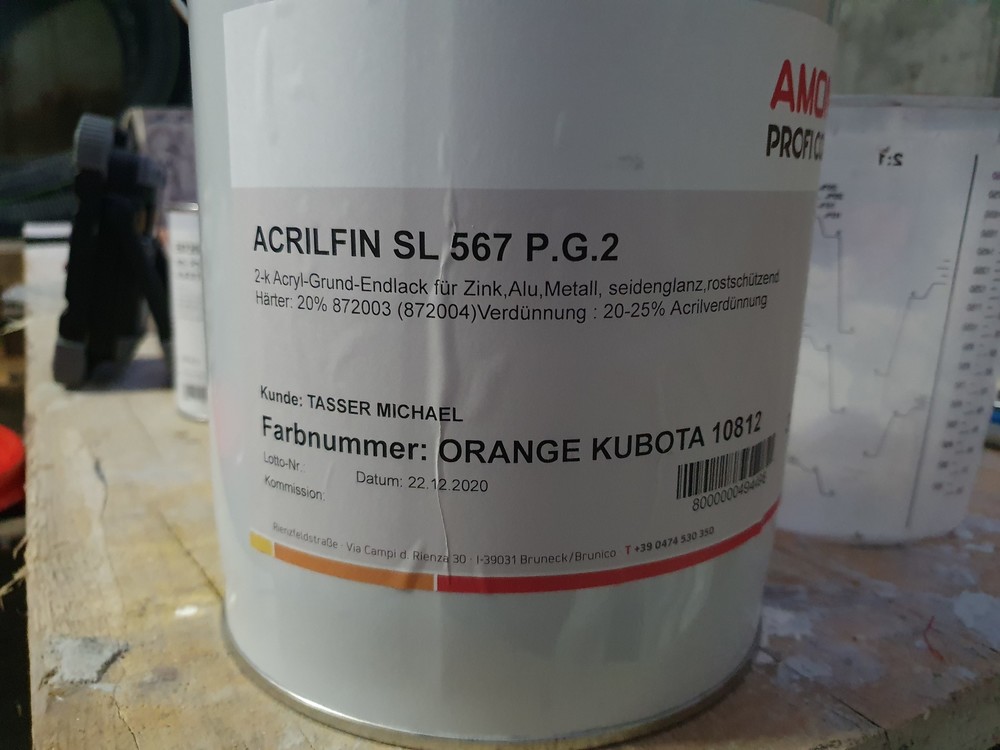 PROFI
ACRILFIN SL 567 P.G.2
2-k Acryl-Grund-Endlack für Zink,Alu,Metall, seidenglanz,rostschützend
Härter: 20% 872003 (872004)Verdünnung : 20-25% Acrilverdünnung
Kunde: TASSER MICHAEL
Farbnummer: ORANGE KUBOTA 10812
Lotto-Nr.:
Datum: 22.12.2020
Kommission:
Rienzfeldstraße · Via Campi d. Rienza 30 · I-39031 Bruneck/Brunico T +39 0474 530 350